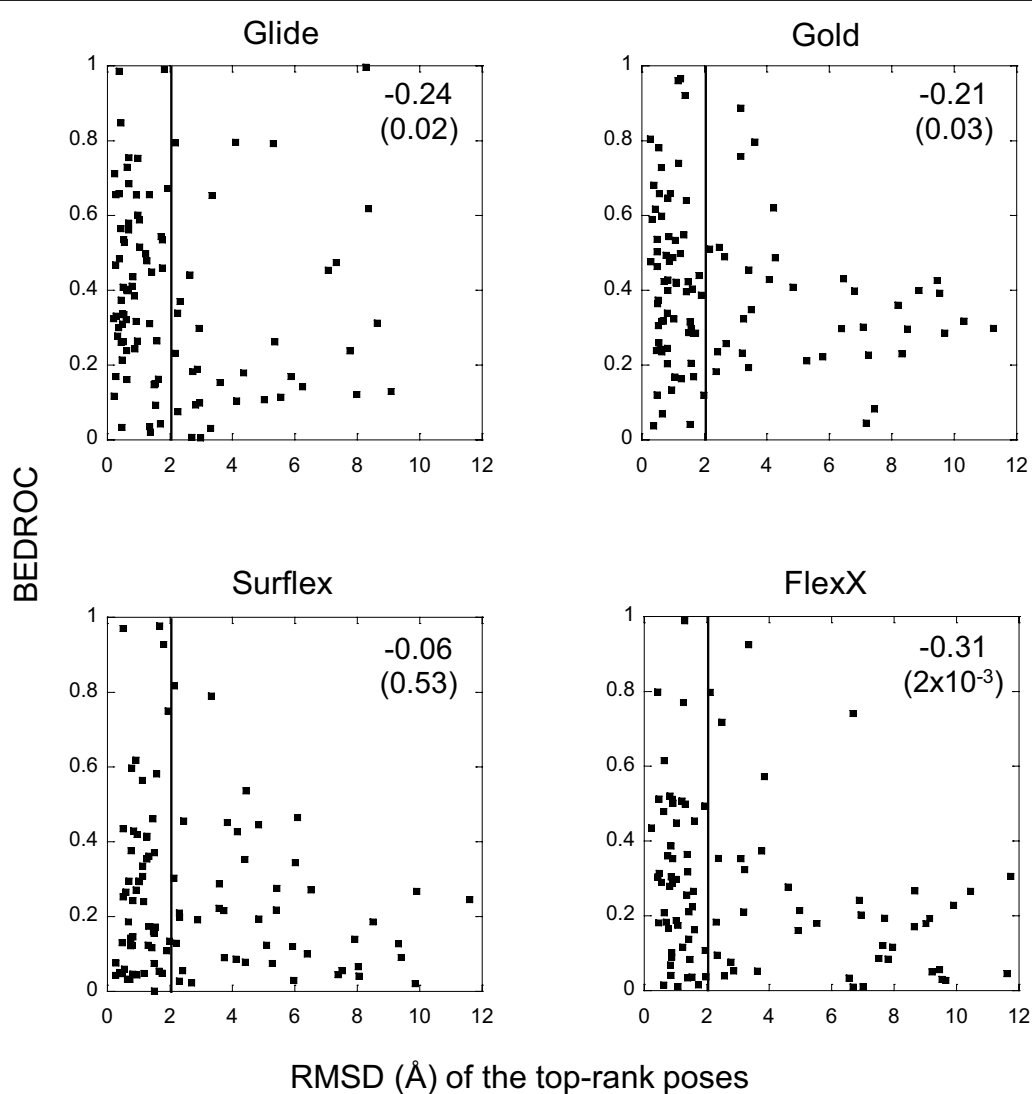 Glide
Gold
1
0.8
0.6
0.4
0.2
0
0 2 4 6 8 10 12
-0.24
(0.02)
1
0.8
0.6
0.4
0.2
0
0 2 4 6 8 10 12
-0.21
(0.03)
BEDROC
Surflex
FlexX
1
0.8
0.6
0.4
0.2
0
0 2 4 6 8 10 12
-0.06
(0.53)
1
0.8
0.6
0.4
0.2
0
0 2 4 6 8 10 12
-0.31
(2x10⁻³)
RMSD (Å) of the top-rank poses